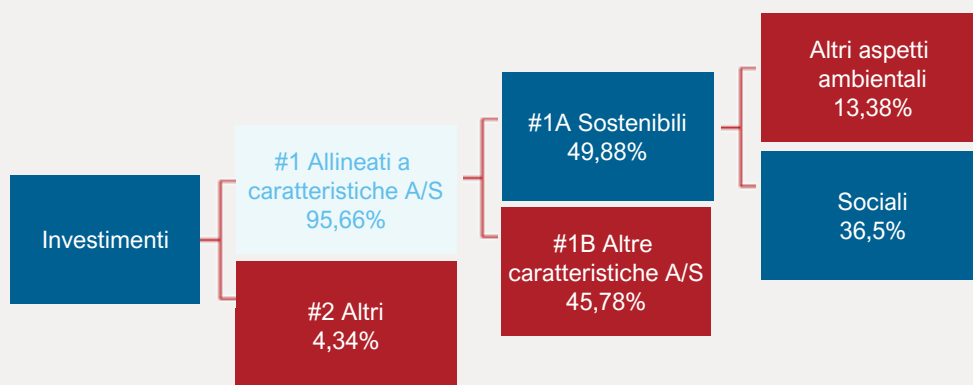 Investimenti
#1 Allineati a
caratteristiche A/S
95,66%
#2 Altri
4,34%
#1A Sostenibili
49,88%
#1B Altre
caratteristiche A/S
45,78%
Altri aspetti
ambientali
13,38%
Sociali
36,5%